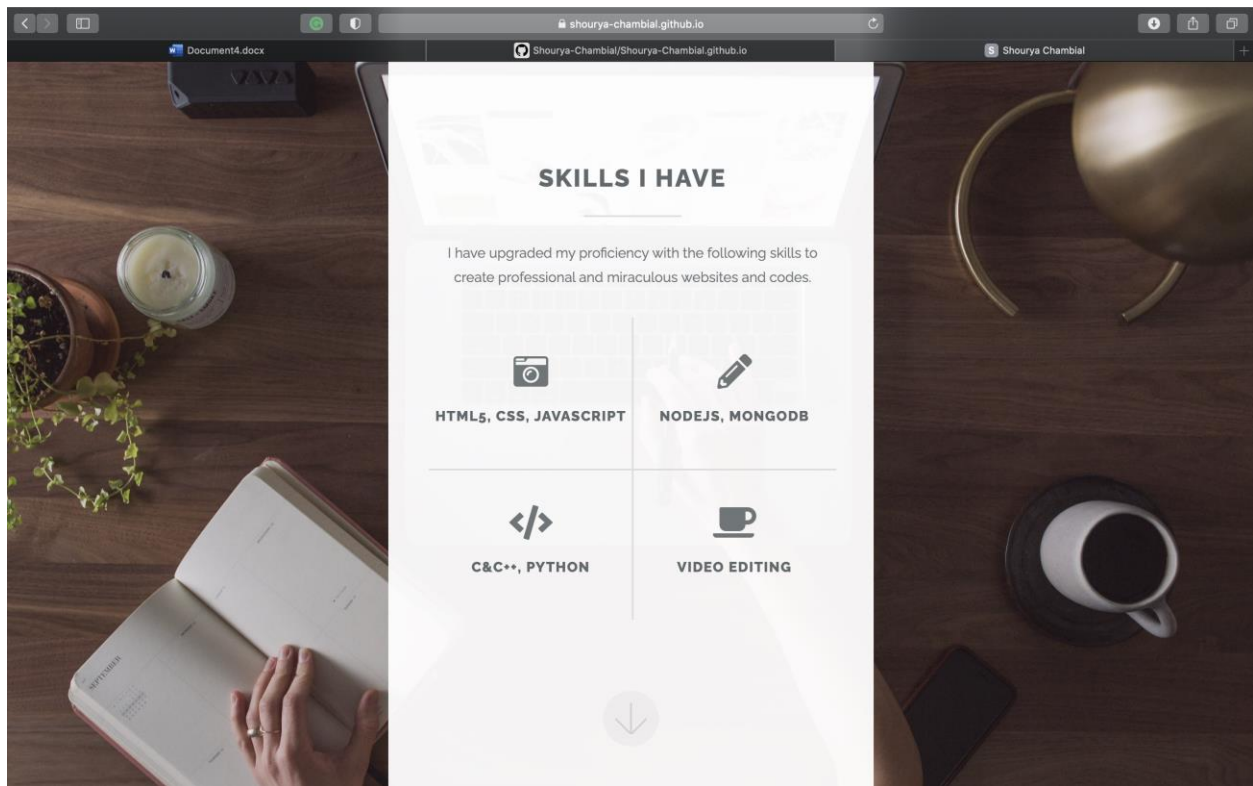 shourya-chambial.github.io
Document4.docx
Shourya-Chambial/Shourya-Chambial.github.io
S Shourya Chambial
SKILLS I HAVE
I have upgraded my proficiency with the following skills to
create professional and miraculous websites and codes.
HTML5, CSS, JAVASCRIPT
NODEJS, MONGODB
C&C++, PYTHON
VIDEO EDITING
SEPTEMBER